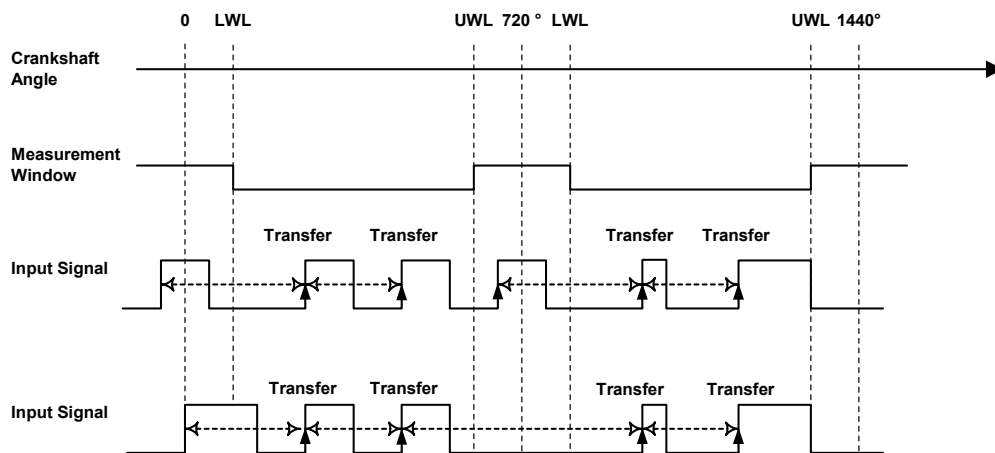 0 LWL UWL 720 ° LWL UWL 1440°
Crankshaft
Angle
Measurement
Window
Transfer Transfer Transfer Transfer
Input Signal
Transfer Transfer Transfer Transfer
Input Signal